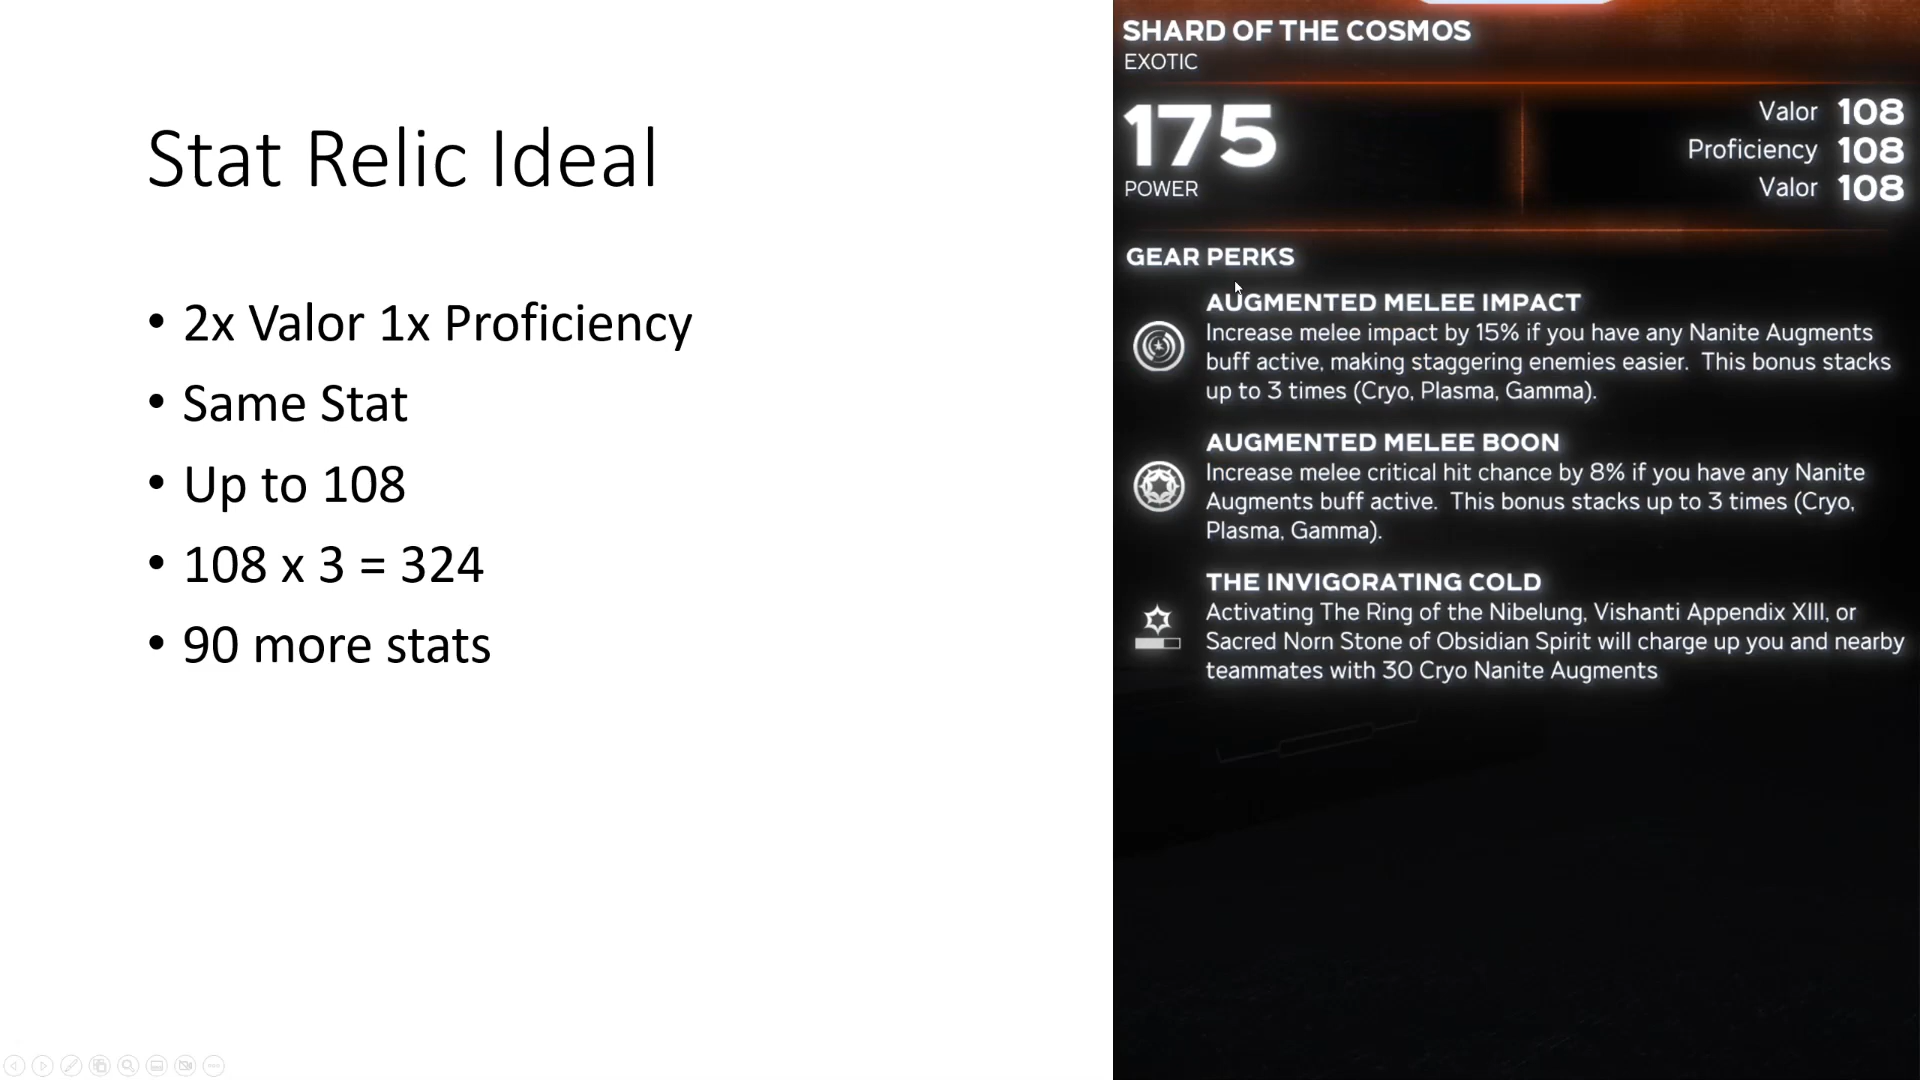 Stat Relic Ideal
• 2x Valor 1x Proficiency
• Same Stat
• Up to 108
• 108 x 3 = 324
• 90 more stats
SHARD OF THE COSMOS
EXOTIC
175
POWER
Valor 108
Proficiency 108
Valor 108
GEAR PERKS
AUGMENTED MELEE IMPACT
Increase melee impact by 15% if you have any Nanite Augments
buff active, making staggering enemies easier. This bonus stacks
up to 3 times (Cryo, Plasma, Gamma).
AUGMENTED MELEE BOON
Increase melee critical hit chance by 8% if you have any Nanite
Augments buff active. This bonus stacks up to 3 times (Cryo,
Plasma, Gamma).
THE INVIGORATING COLD
Activating The Ring of the Nibelung, Vishanti Appendix XIII, or
Sacred Norn Stone of Obsidian Spirit will charge up you and nearby
teammates with 30 Cryo Nanite Augments